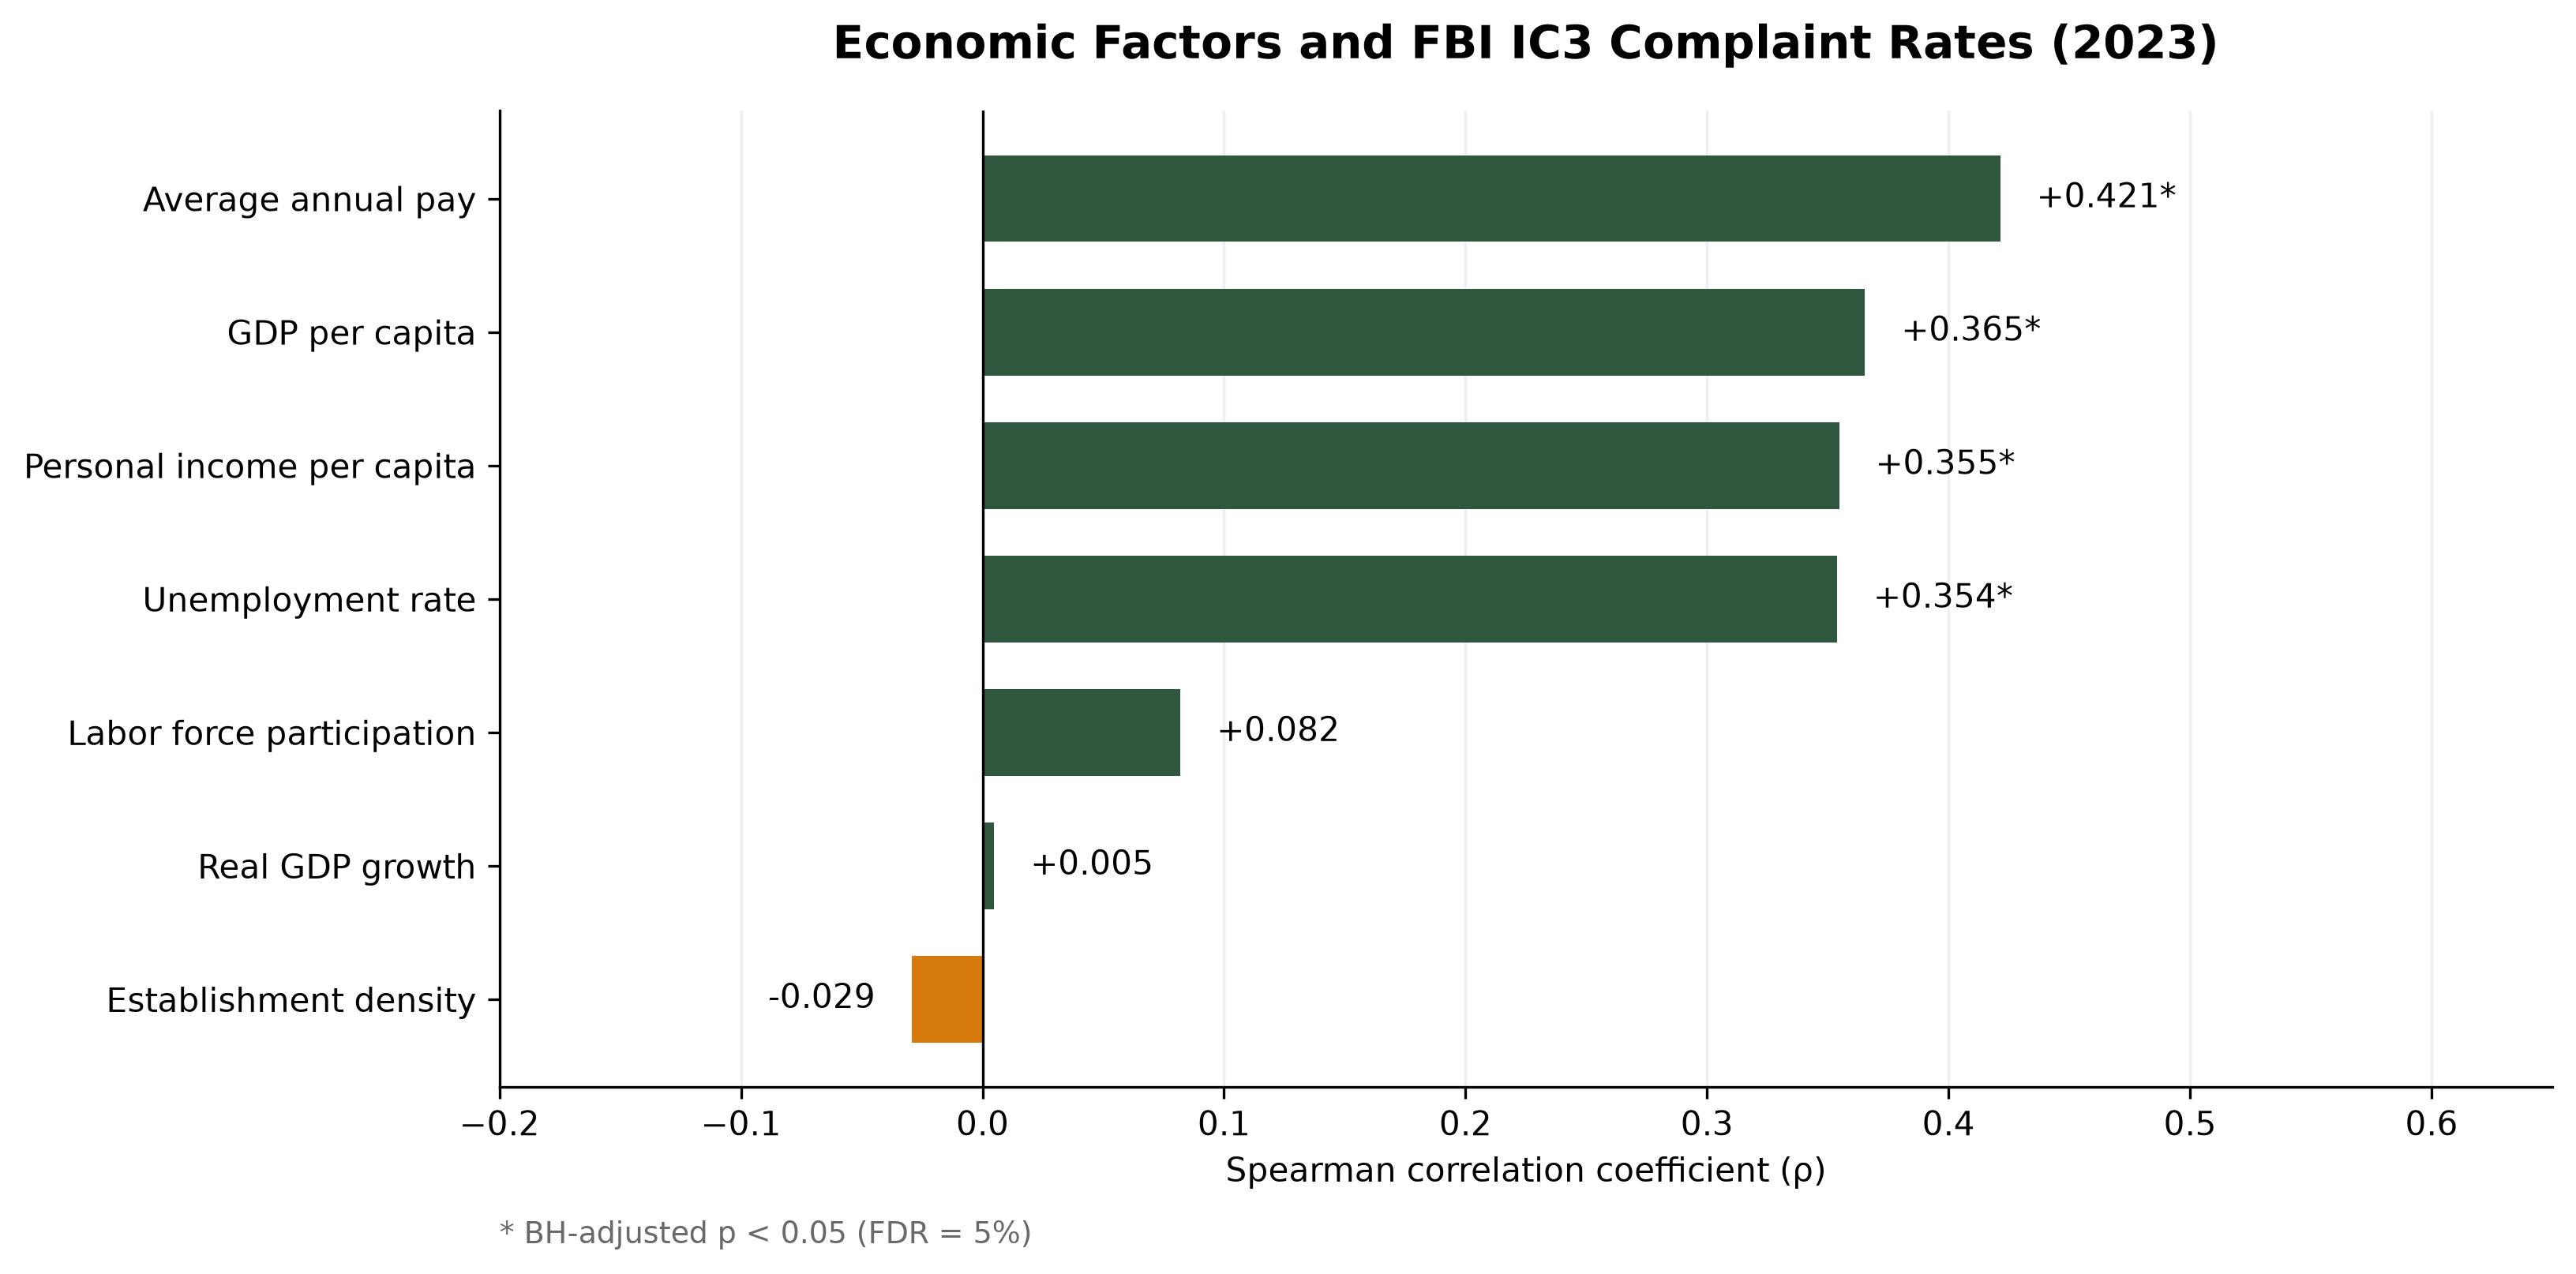 Economic Factors and FBI IC3 Complaint Rates (2023)
Average annual pay +0.421*
GDP per capita +0.365*
Personal income per capita +0.355*
Unemployment rate +0.354*
Labor force participation +0.082
Real GDP growth +0.005
Establishment density -0.029
−0.2 −0.1 0.0 0.1 0.2 0.3 0.4 0.5 0.6
Spearman correlation coefficient (ρ)
* BH-adjusted p < 0.05 (FDR = 5%)